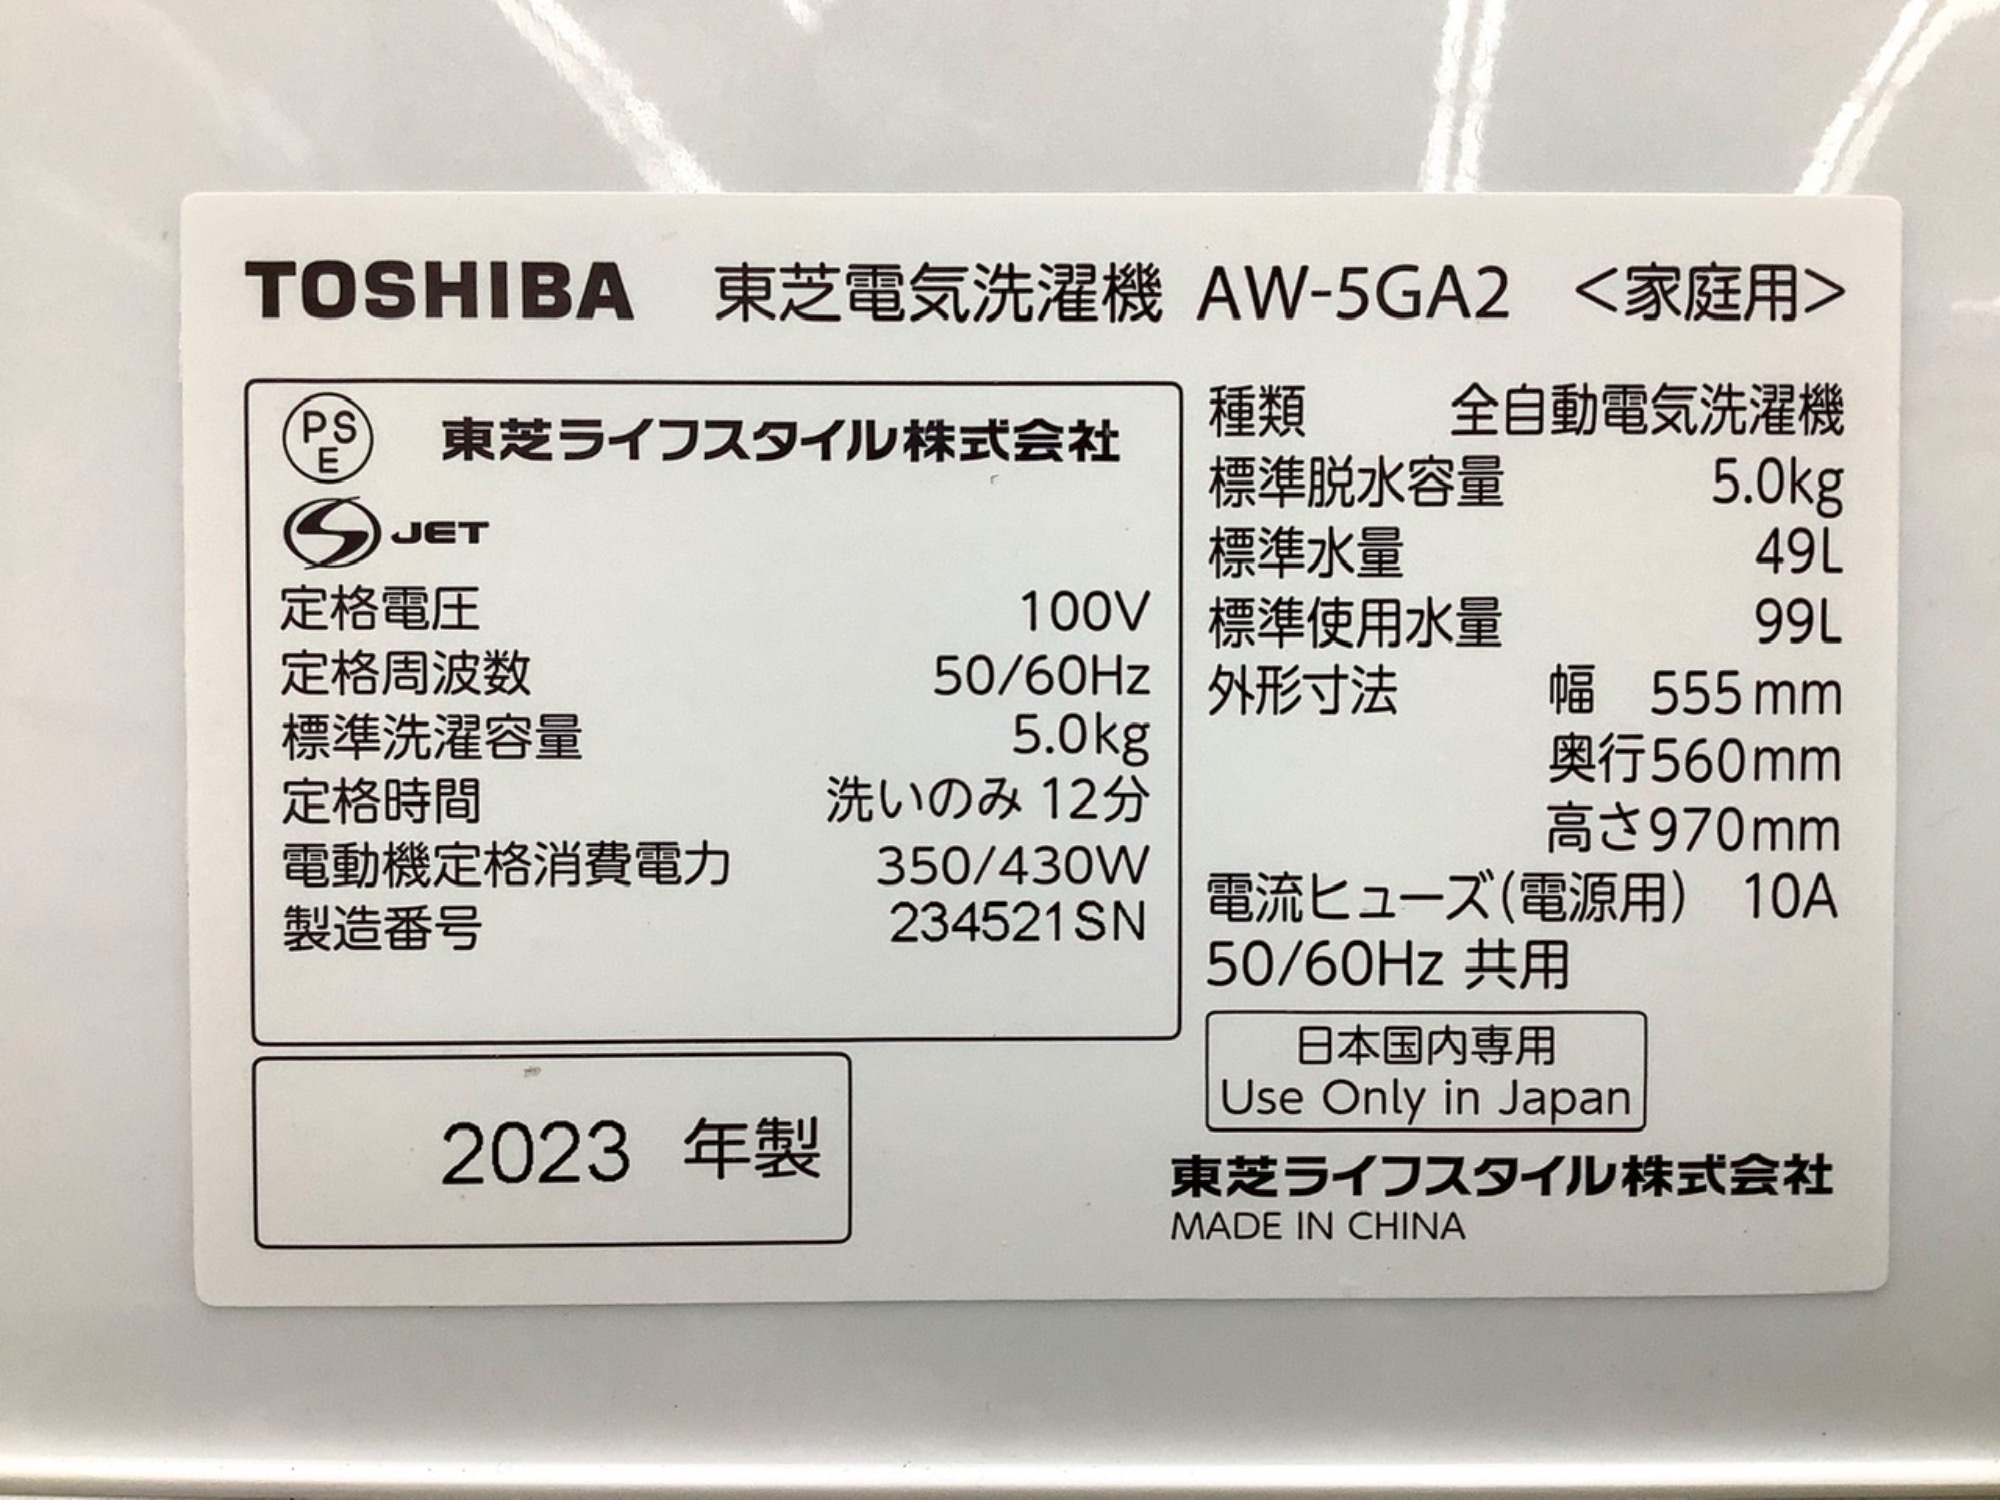 TOSHIBA 東芝電気洗濯機 AW-5GA2 <家庭用>
PSE 東芝ライフスタイル株式会社
S JET
定格電圧 100V
定格周波数 50/60Hz
標準洗濯容量 5.0kg
定格時間 洗いのみ 12分
電動機定格消費電力 350/430W
製造番号 234521SN
2023 年製
種類 全自動電気洗濯機
標準脱水容量 5.0kg
標準水量 49L
標準使用水量 99L
外形寸法 幅 555mm
奥行560mm
高さ970mm
電流ヒューズ(電源用) 10A
50/60Hz 共用
日本国内専用
Use Only in Japan
東芝ライフスタイル株式会社
MADE IN CHINA